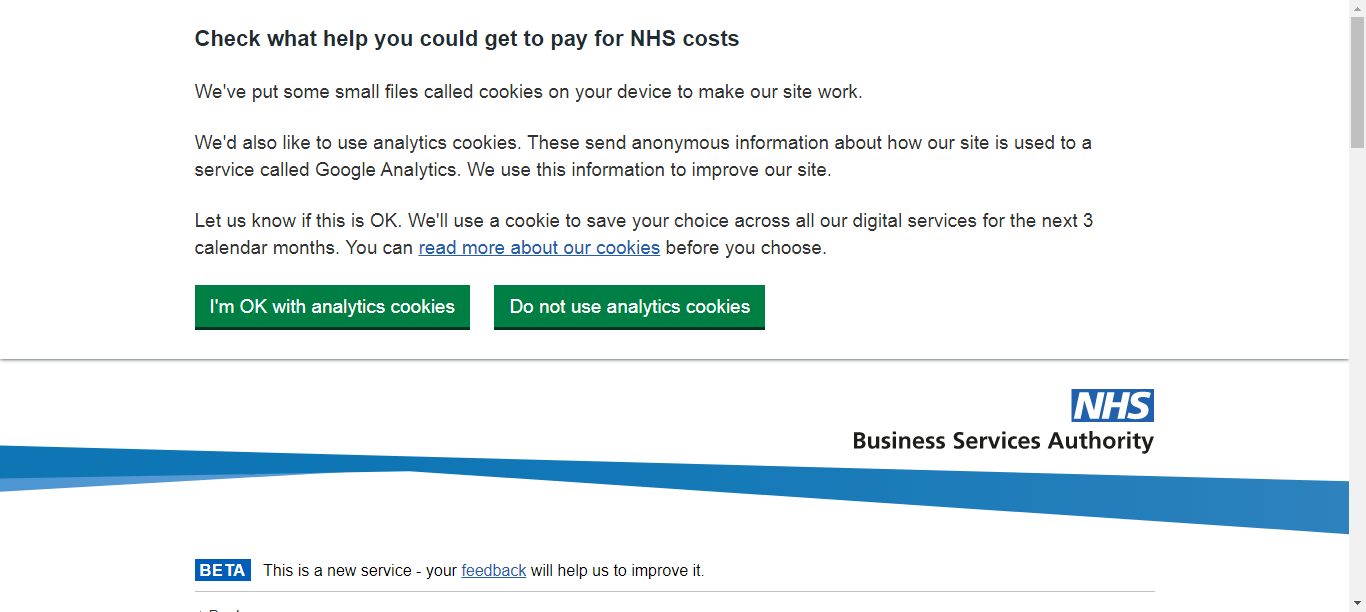 Check what help you could get to pay for NHS costs
We've put some small files called cookies on your device to make our site work.
We'd also like to use analytics cookies. These send anonymous information about how our site is used to a
service called Google Analytics. We use this information to improve our site.
Let us know if this is OK. We'll use a cookie to save your choice across all our digital services for the next 3
calendar months. You can read more about our cookies before you choose.
I'm OK with analytics cookies Do not use analytics cookies
NHS
Business Services Authority
BETA This is a new service - your feedback will help us to improve it.